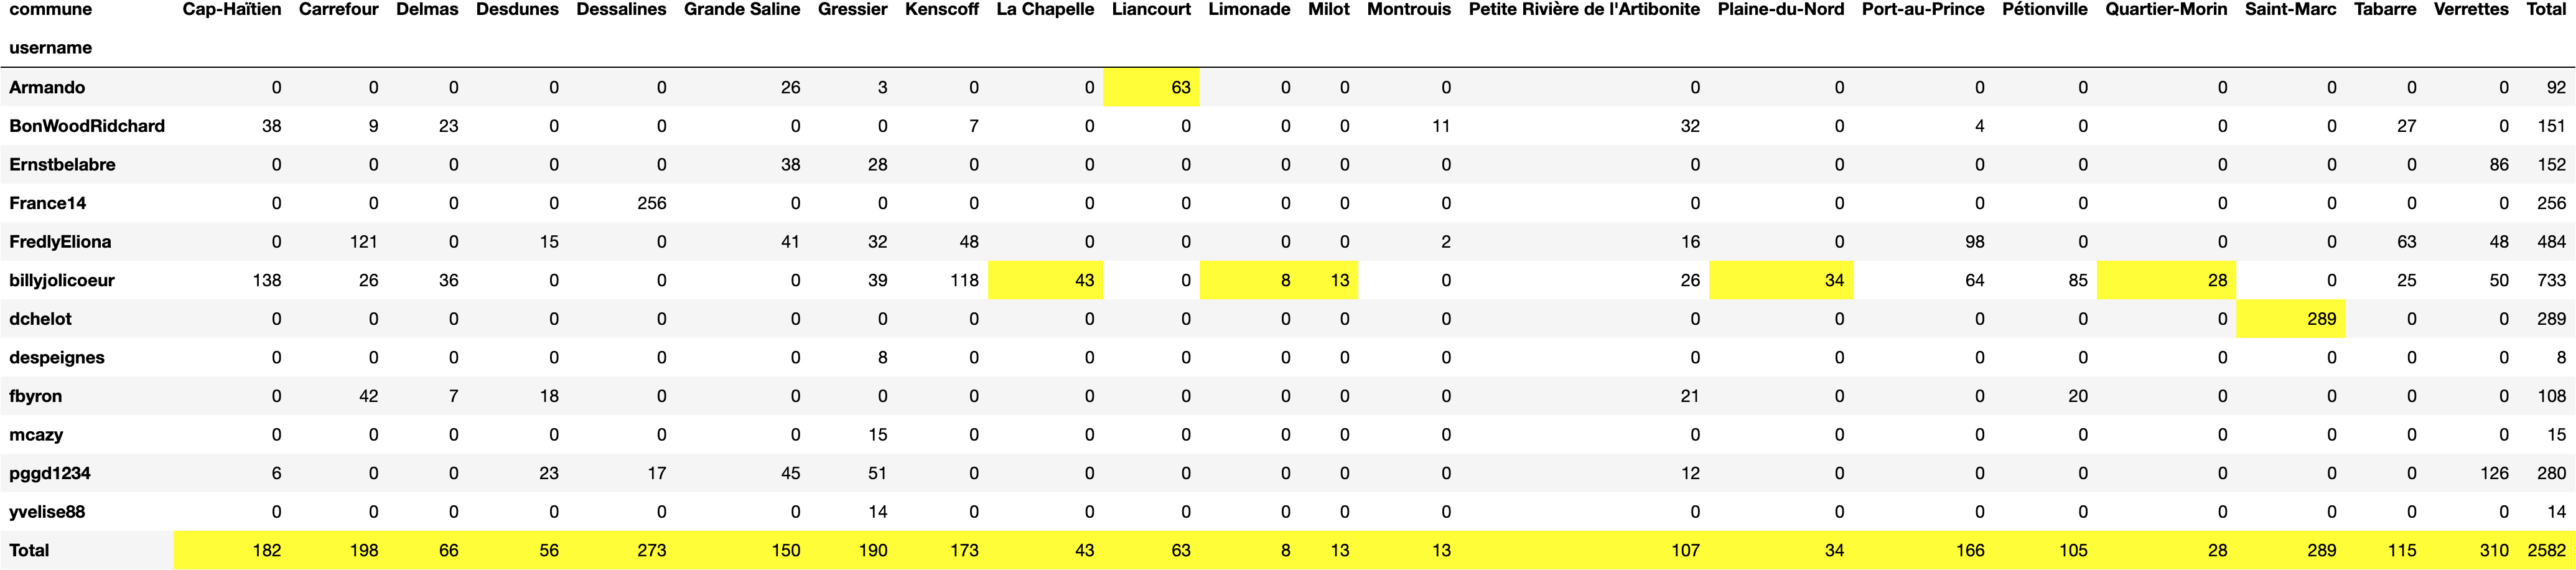 commune Cap-Haïtien Carrefour Delmas Desdunes Dessalines Grande Saline Gressier Kenscoff La Chapelle Liancourt Limonade Milot Montrouis Petite Rivière de l'Artibonite Plaine-du-Nord Port-au-Prince Pétionville Quartier-Morin Saint-Marc Tabarre Verrettes Total
username
Armando 0 0 0 0 0 26 3 0 0 63 0 0 0 0 0 0 0 0 0 0 0 92
BonWoodRidchard 38 9 23 0 0 0 0 7 0 0 0 0 11 32 0 4 0 0 0 27 0 151
Ernstbelabre 0 0 0 0 0 38 28 0 0 0 0 0 0 0 0 0 0 0 0 0 86 152
France14 0 0 0 0 256 0 0 0 0 0 0 0 0 0 0 0 0 0 0 0 0 256
FredlyEliona 0 121 0 15 0 41 32 48 0 0 0 0 2 16 0 98 0 0 0 63 48 484
billyjolicoeur 138 26 36 0 0 0 39 118 43 0 8 13 0 26 34 64 85 28 0 25 50 733
dchelot 0 0 0 0 0 0 0 0 0 0 0 0 0 0 0 0 0 0 289 0 0 289
despeignes 0 0 0 0 0 0 8 0 0 0 0 0 0 0 0 0 0 0 0 0 0 8
fbyron 0 42 7 18 0 0 0 0 0 0 0 0 0 21 0 0 20 0 0 0 0 108
mcazy 0 0 0 0 0 0 15 0 0 0 0 0 0 0 0 0 0 0 0 0 0 15
pggd1234 6 0 0 23 17 45 51 0 0 0 0 0 0 12 0 0 0 0 0 0 126 280
yvelise88 0 0 0 0 0 0 14 0 0 0 0 0 0 0 0 0 0 0 0 0 0 14
Total 182 198 66 56 273 150 190 173 43 63 8 13 13 107 34 166 105 28 289 115 310 2582